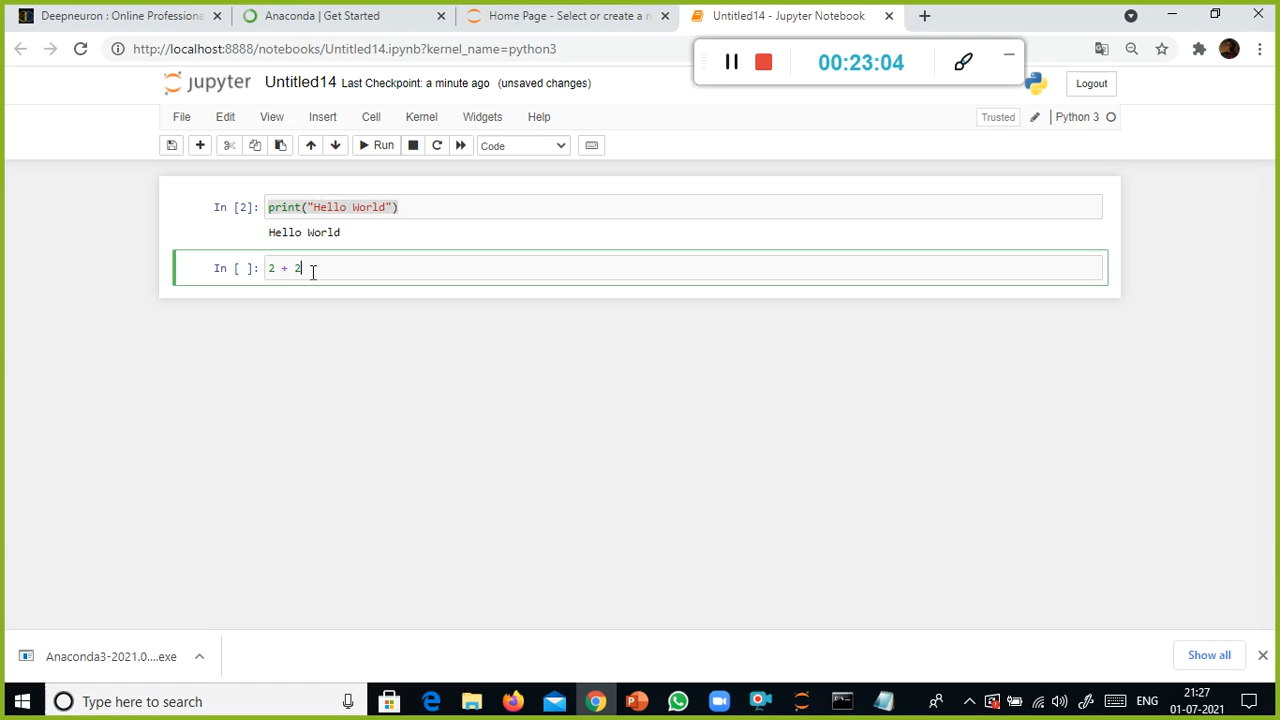 Deepneuron : Online Professiona
Anaconda | Get Started
Home Page - Select or create a n
Untitled14 - Jupyter Notebook
http://localhost:8888/notebooks/Untitled14.ipynb?kernel_name=python3
00:23:04
jupyter Untitled14 Last Checkpoint: a minute ago (unsaved changes)
Logout
File Edit View Insert Cell Kernel Widgets Help
Trusted
Python 3
Run
Code
In [2]: print("Hello World")
Hello World
In [ ]: 2 + 2
Anaconda3-2021.0....exe
Show all
Type here to search
ENG
21:27
01-07-2021